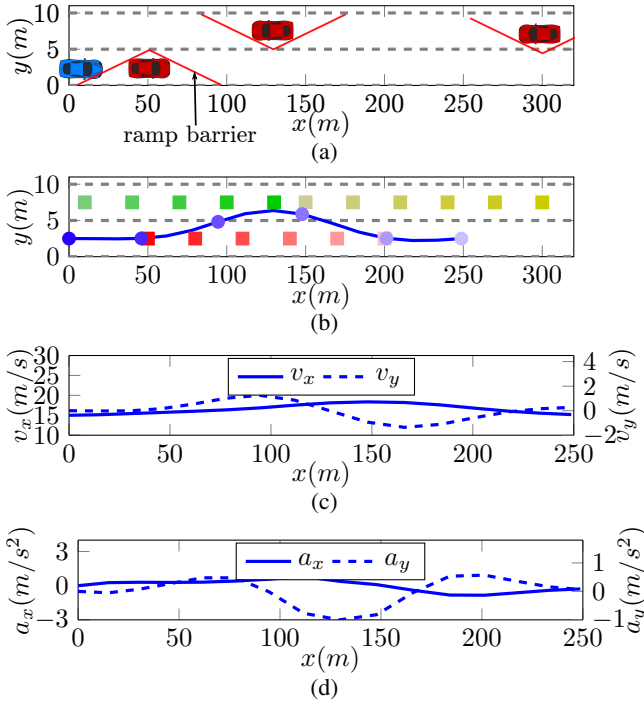 10
5
0
y(m)
0 50 100 150 200 250 300
ramp barrier
x(m)
(a)
10
5
0
y(m)
0 50 100 150 200 250 300
x(m)
(b)
30
25
20
15
10
v_x(m/s)
v_x v_y
4
2
0
−2
v_y(m/s)
0 50 100 150 200 250
x(m)
(c)
3
0
−3
a_x(m/s²)
a_x a_y
1
0
−1
a_y(m/s²)
0 50 100 150 200 250
x(m)
(d)